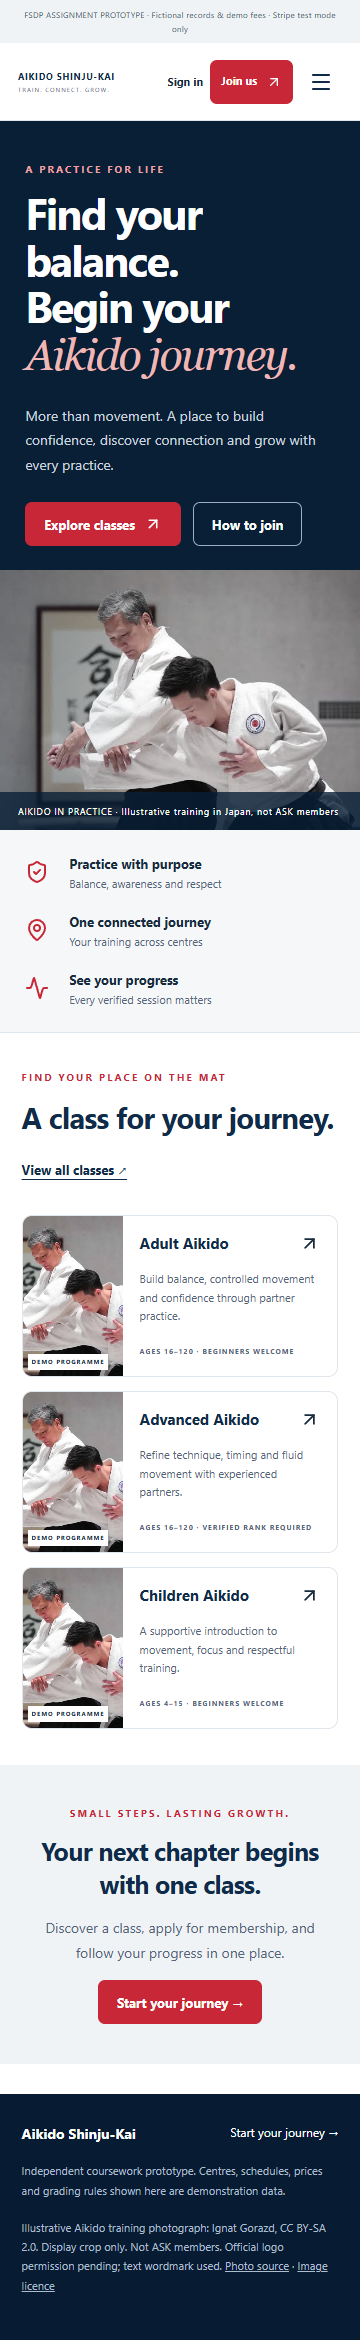 FSDP ASSIGNMENT PROTOTYPE · Fictional records & demo fees · Stripe test mode
only
AIKIDO SHINJU-KAI
TRAIN. CONNECT. GROW.
Sign in
Join us
A PRACTICE FOR LIFE
Find your
balance.
Begin your
Aikido journey.
More than movement. A place to build
confidence, discover connection and grow with
every practice.
Explore classes
How to join
AIKIDO IN PRACTICE · Illustrative training in Japan, not ASK members
Practice with purpose
Balance, awareness and respect
One connected journey
Your training across centres
See your progress
Every verified session matters
FIND YOUR PLACE ON THE MAT
A class for your journey.
View all classes ↗
Adult Aikido
Build balance, controlled movement
and confidence through partner
practice.
DEMO PROGRAMME
AGES 16–120 · BEGINNERS WELCOME
Advanced Aikido
Refine technique, timing and fluid
movement with experienced
partners.
DEMO PROGRAMME
AGES 16–120 · VERIFIED RANK REQUIRED
Children Aikido
A supportive introduction to
movement, focus and respectful
training.
DEMO PROGRAMME
AGES 4–15 · BEGINNERS WELCOME
SMALL STEPS. LASTING GROWTH.
Your next chapter begins
with one class.
Discover a class, apply for membership, and
follow your progress in one place.
Start your journey →
Aikido Shinju-Kai
Start your journey →
Independent coursework prototype. Centres, schedules, prices
and grading rules shown here are demonstration data.
Illustrative Aikido training photograph: Ignat Gorazd, CC BY-SA
2.0. Display crop only. Not ASK members. Official logo
permission pending; text wordmark used. Photo source · Image
licence